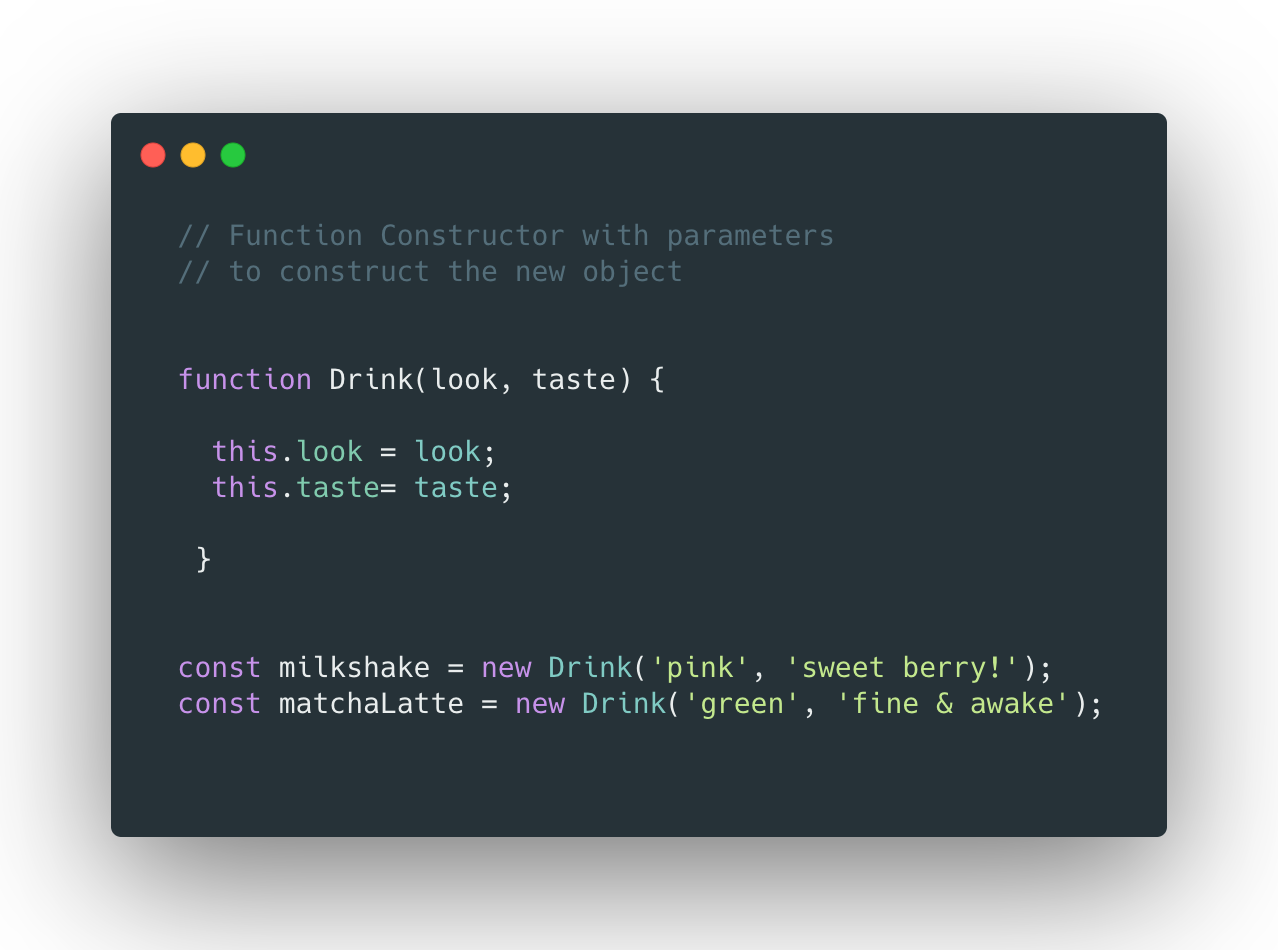 // Function Constructor with parameters
// to construct the new object
function Drink(look, taste) {
this.look = look;
this.taste= taste;
}
const milkshake = new Drink('pink', 'sweet berry!');
const matchaLatte = new Drink('green', 'fine & awake');